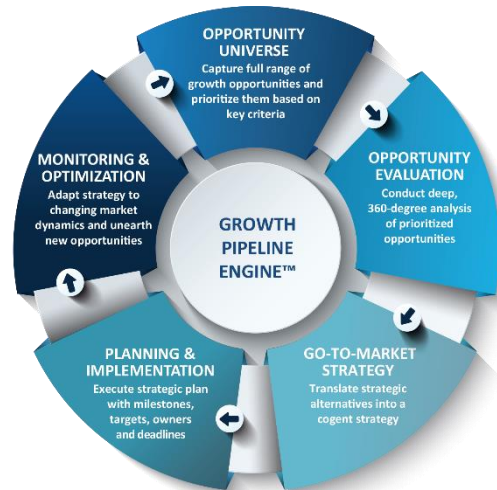 OPPORTUNITY
UNIVERSE
Capture full range of
growth opportunities and
prioritize them based on
key criteria
OPPORTUNITY
EVALUATION
Conduct deep,
360-degree analysis
of prioritized
opportunities
GO-TO-MARKET
STRATEGY
Translate strategic
alternatives into a
cogent strategy
PLANNING &
IMPLEMENTATION
Execute strategic plan
with milestones,
targets, owners
and deadlines
MONITORING &
OPTIMIZATION
Adapt strategy to
changing market
dynamics and unearth
new opportunities
GROWTH
PIPELINE
ENGINE™